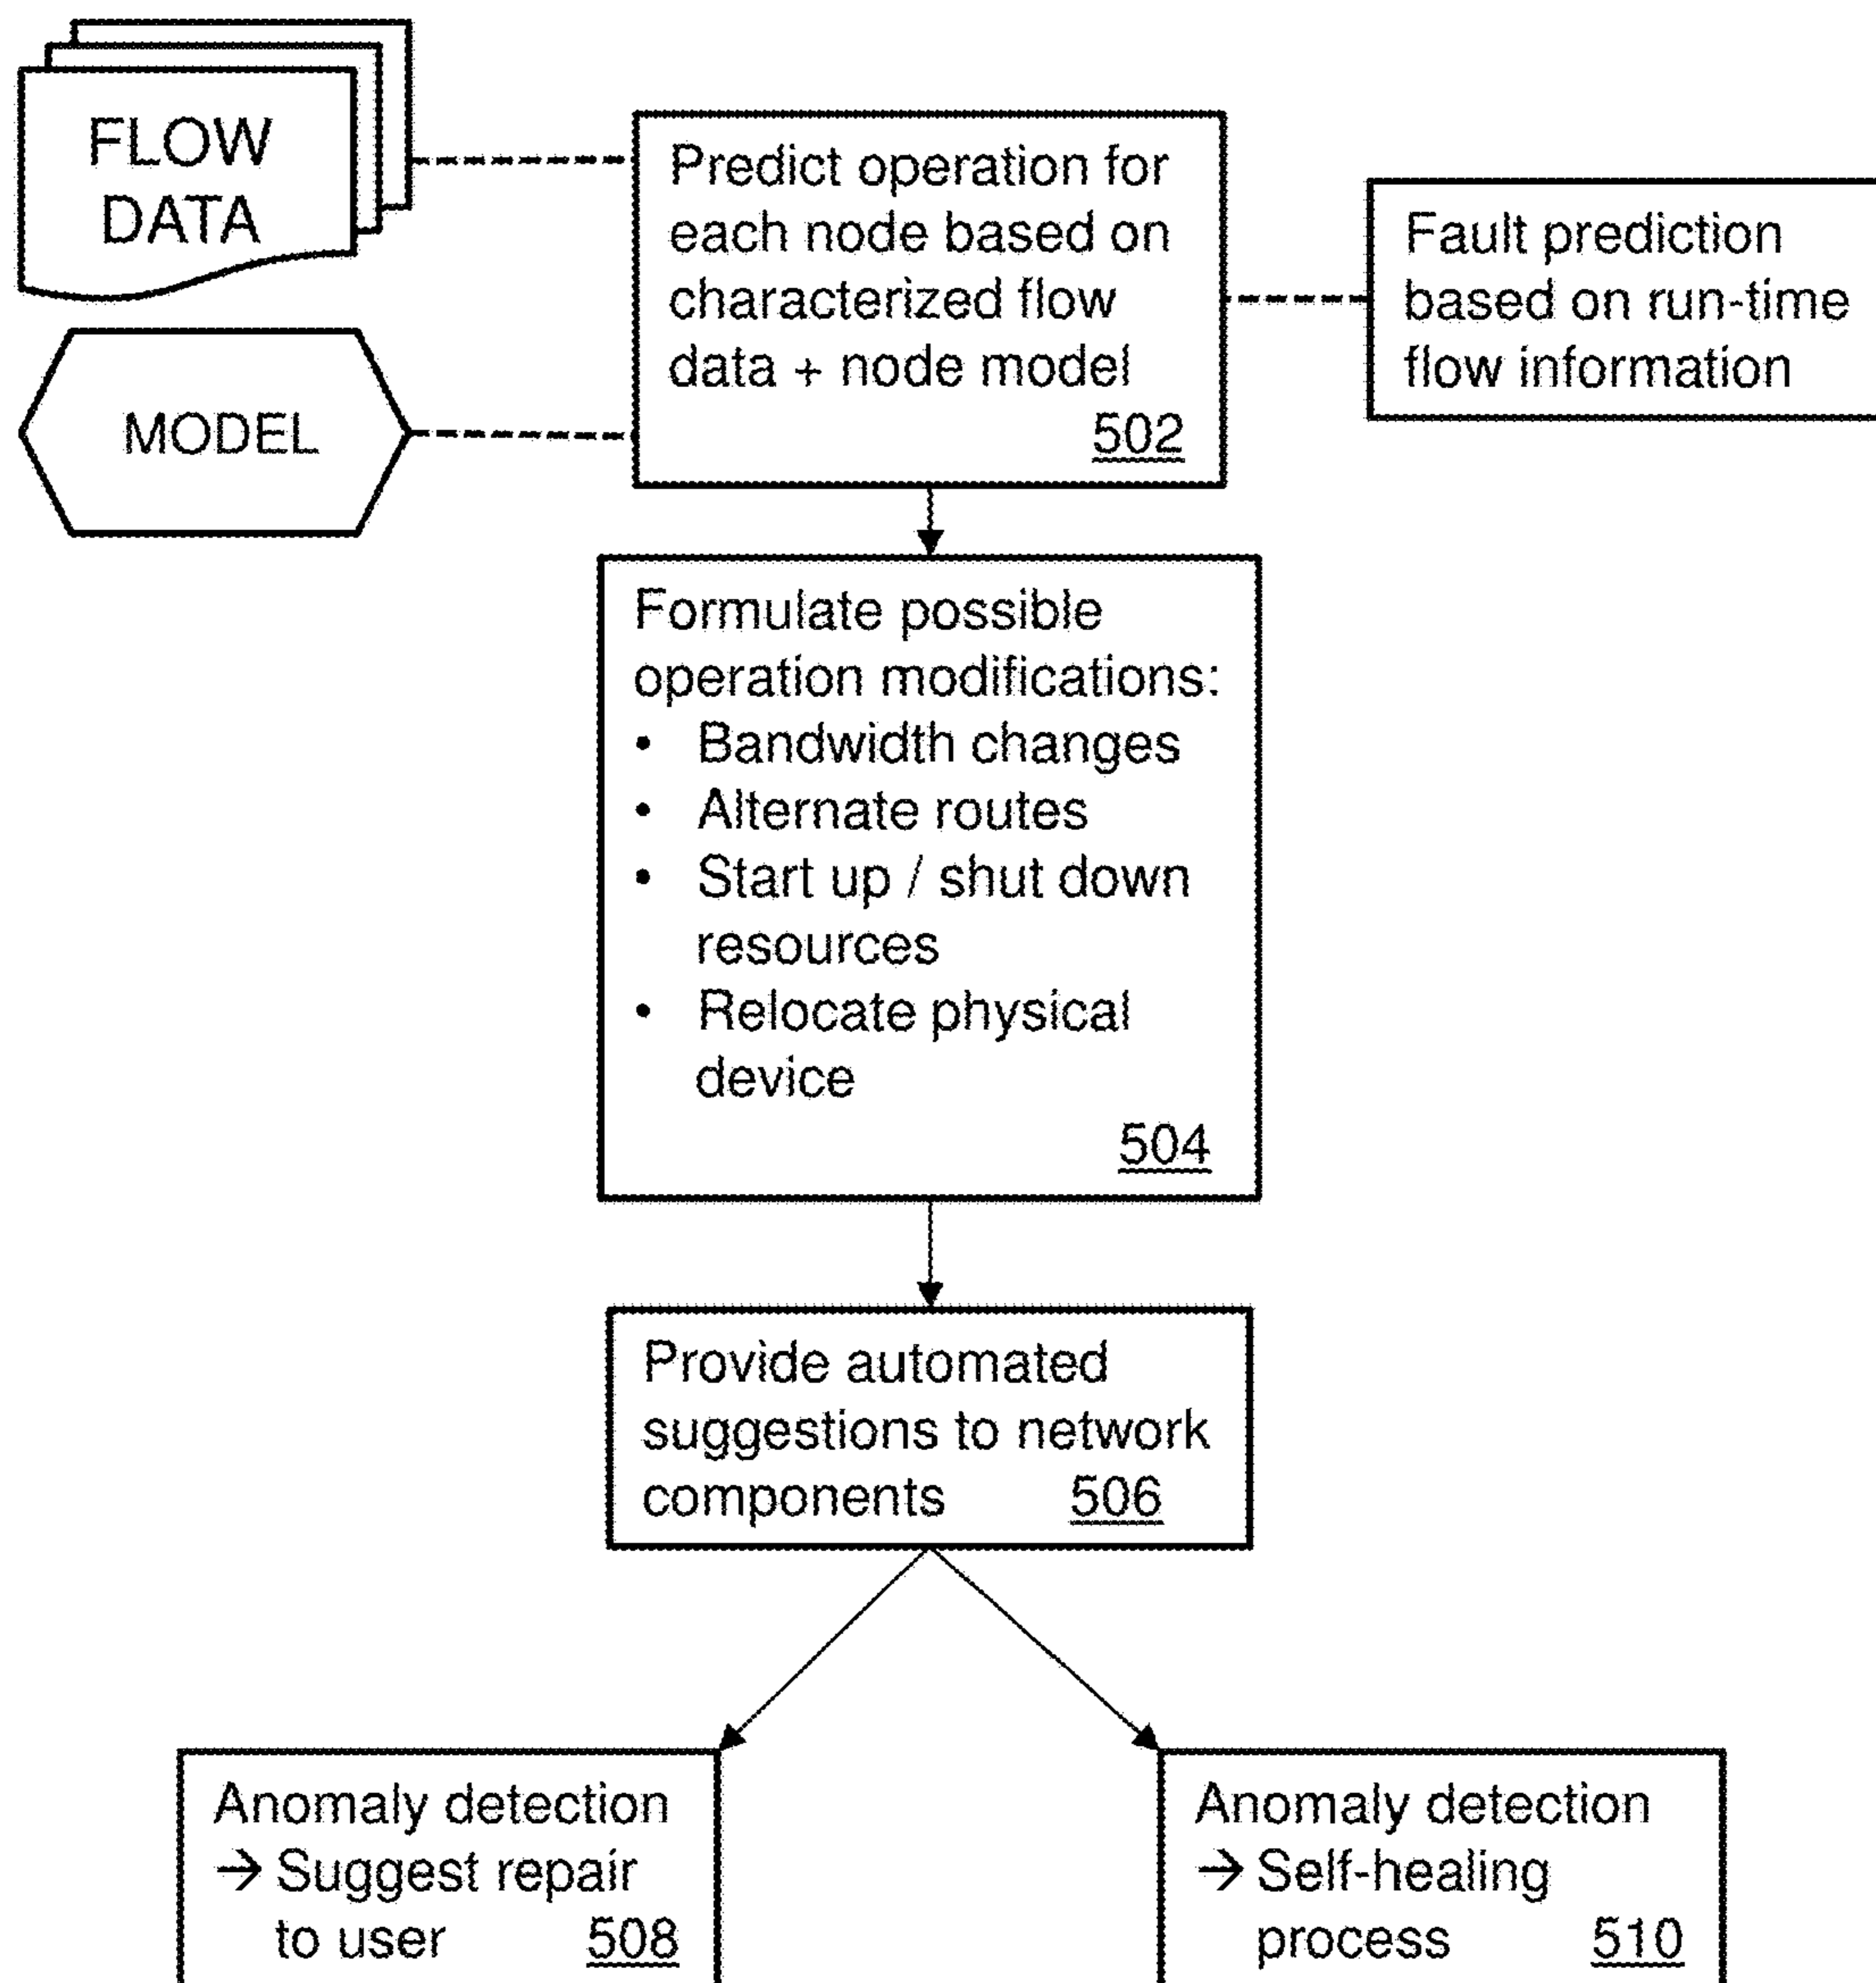 FLOW
DATA
MODEL
Predict operation for
each node based on
characterized flow
data + node model
502
Fault prediction
based on run-time
flow information
Formulate possible
operation modifications:
• Bandwidth changes
• Alternate routes
• Start up / shut down
resources
• Relocate physical
device
504
Provide automated
suggestions to network
components 506
Anomaly detection
→ Suggest repair
to user 508
Anomaly detection
→ Self-healing
process 510